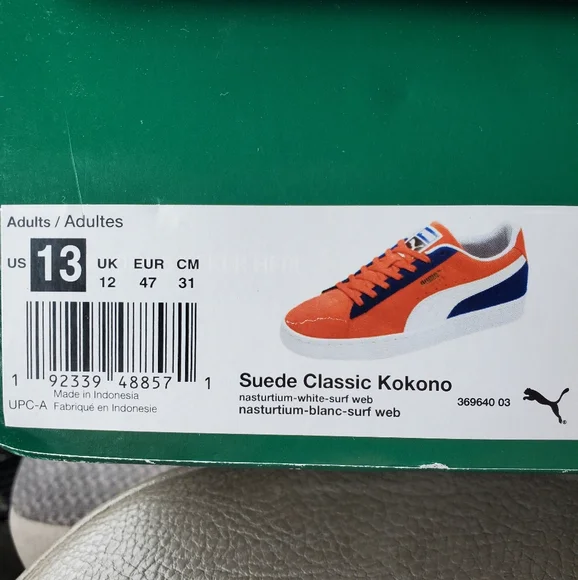 Adults / Adultes
US 13 UK 12 EUR 47 CM 31
1 92339 48857 1
Made in Indonesia
UPC-A Fabriqué en Indonesie
Suede Classic Kokono
nasturtium-white-surf web
nasturtium-blanc-surf web
369640 03